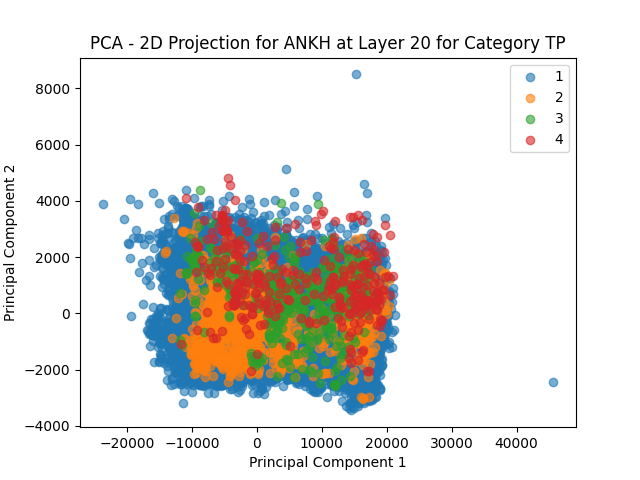 PCA - 2D Projection for ANKH at Layer 20 for Category TP
1
2
3
4
8000
6000
4000
2000
0
−2000
−4000
Principal Component 2
−20000 −10000 0 10000 20000 30000 40000
Principal Component 1